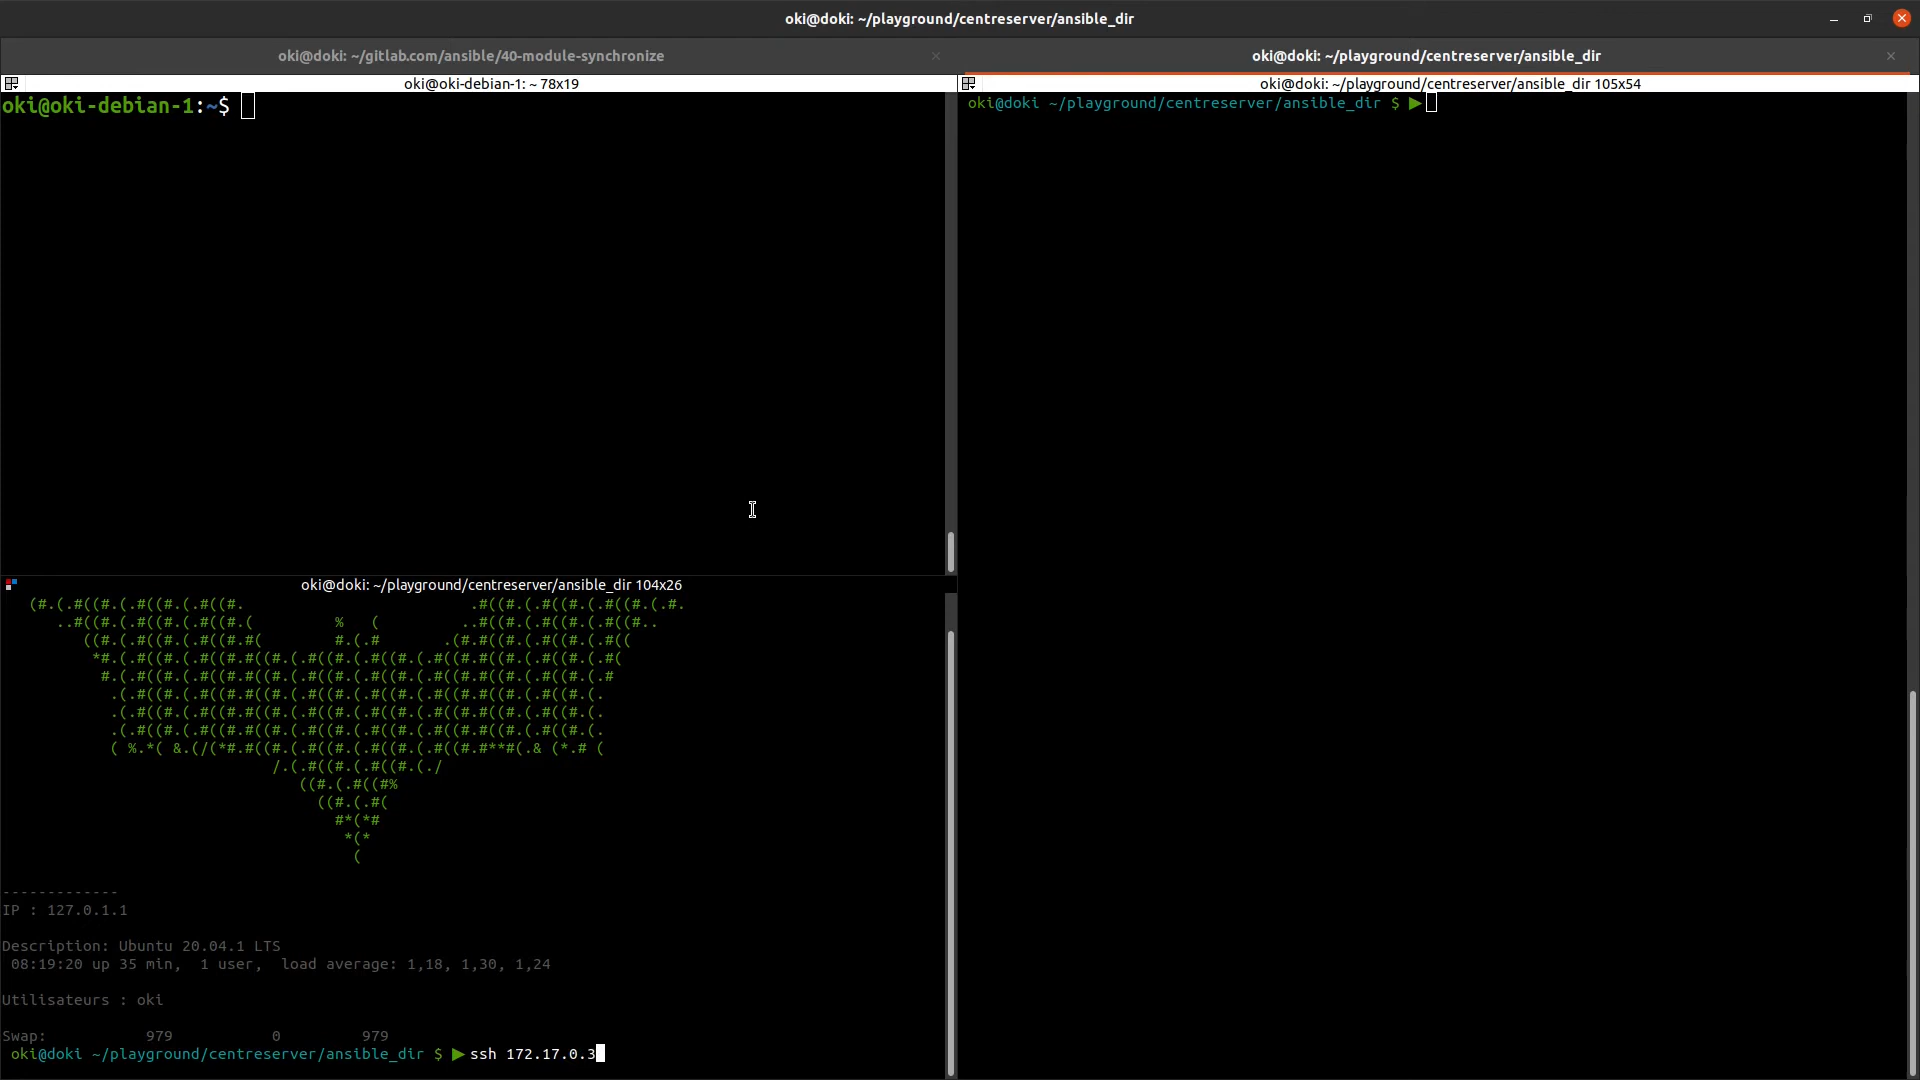 oki@doki: ~/playground/centreserver/ansible_dir
oki@doki: ~/gitlab.com/ansible/40-module-synchronize
oki@doki: ~/playground/centreserver/ansible_dir
oki@oki-debian-1: ~ 78x19
oki@oki-debian-1:~$
oki@doki: ~/playground/centreserver/ansible_dir 105x54
oki@doki ~/playground/centreserver/ansible_dir $
oki@doki: ~/playground/centreserver/ansible_dir 104x26
-------------
IP : 127.0.1.1
Description: Ubuntu 20.04.1 LTS
08:19:20 up 35 min,  1 user,  load average: 1,18, 1,30, 1,24
Utilisateurs : oki
Swap:           979           0         979
oki@doki ~/playground/centreserver/ansible_dir $ ▶ssh 172.17.0.3